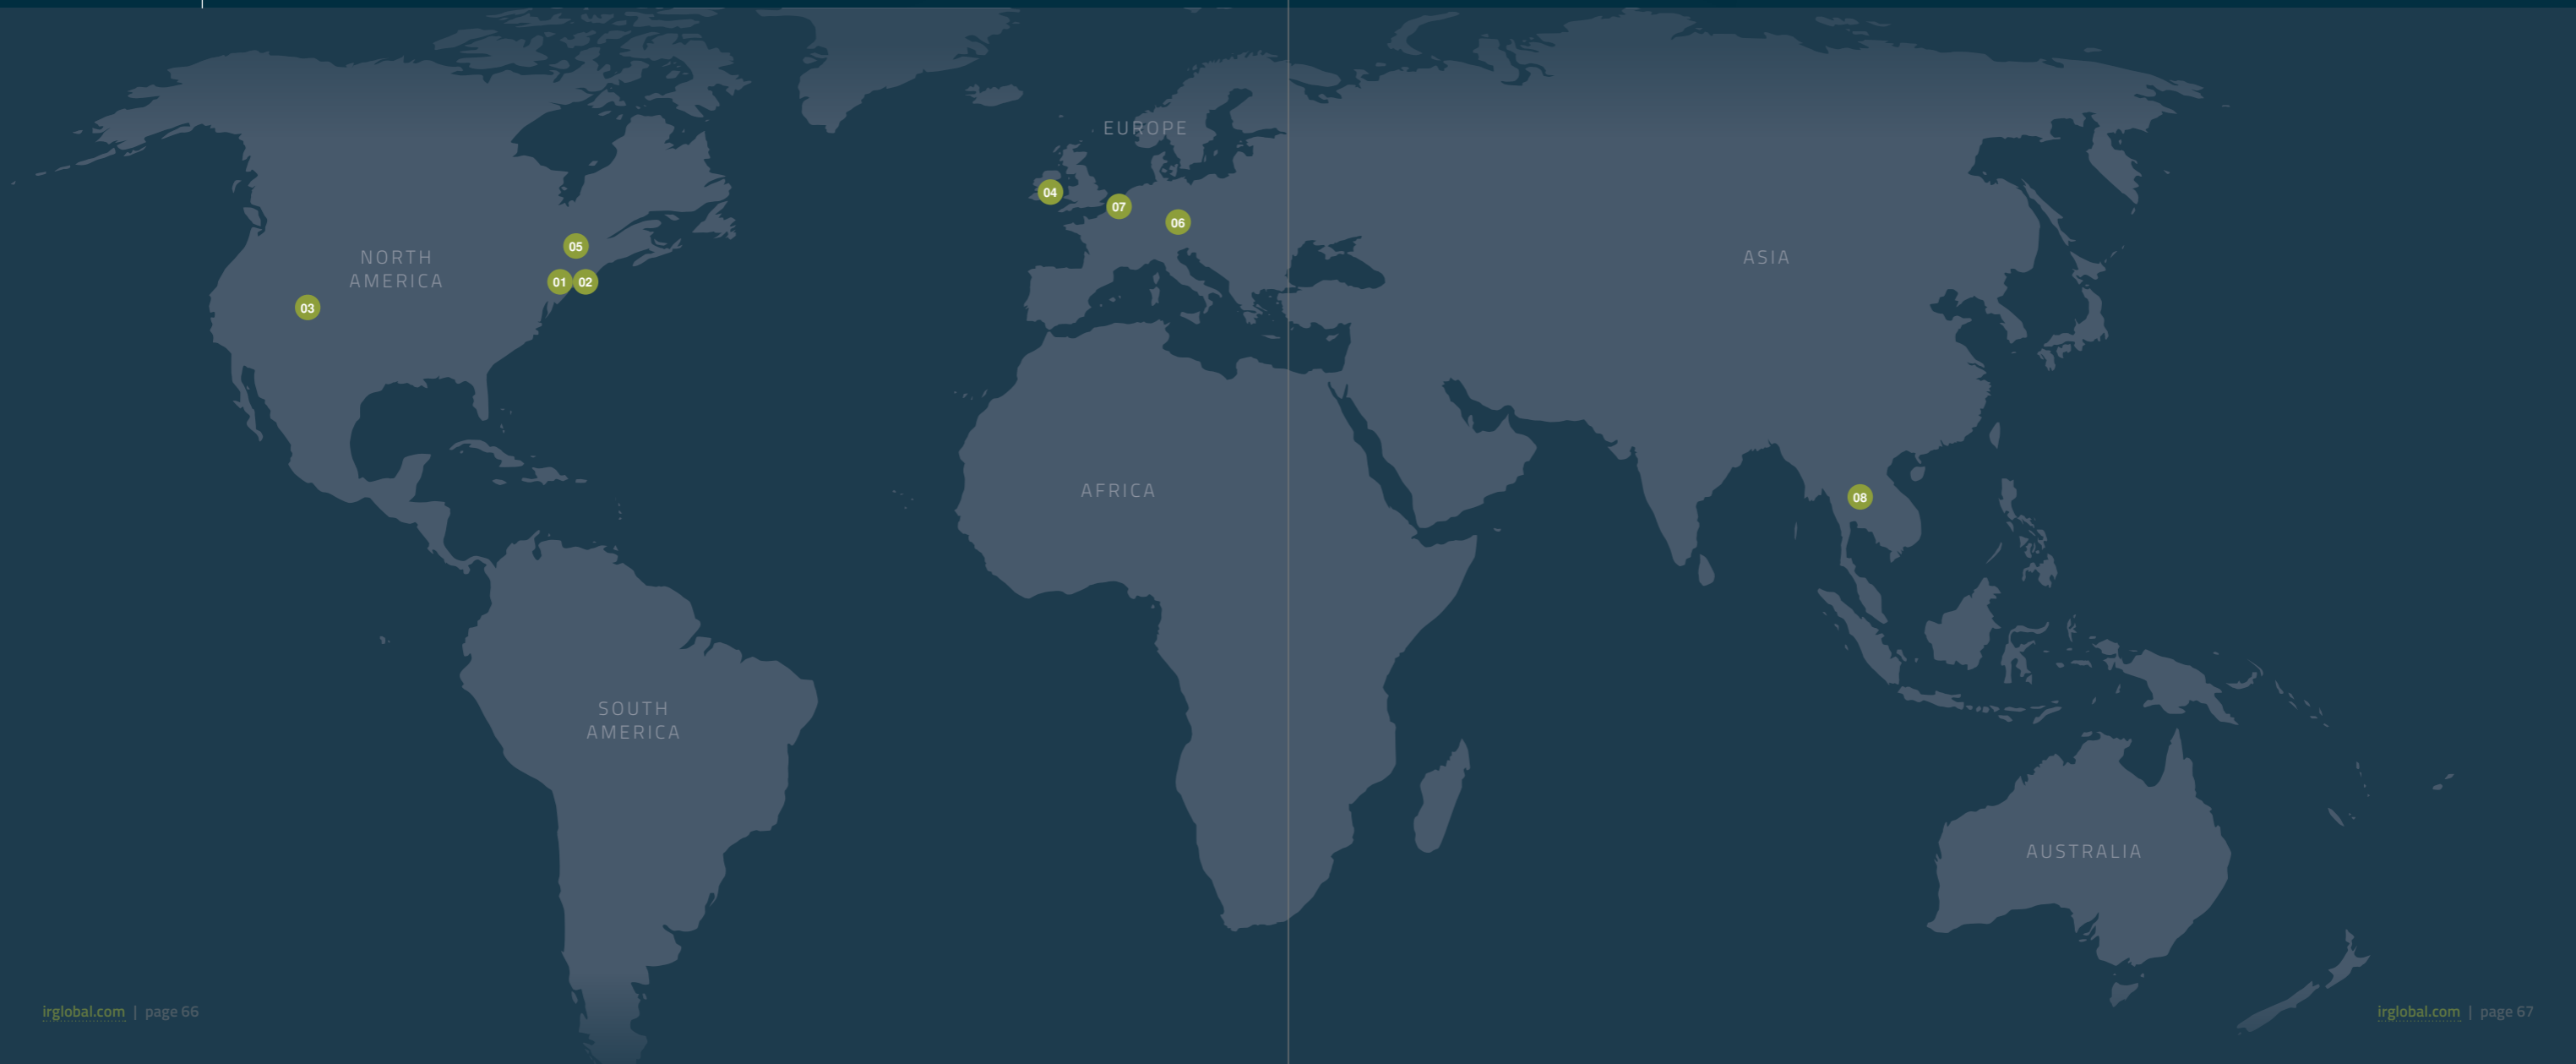 EUROPE
04
07
06
05
NORTH
AMERICA
ASIA
01
02
03
AFRICA
08
SOUTH
AMERICA
AUSTRALIA
irglobal.com | page 66
irglobal.com | page 67